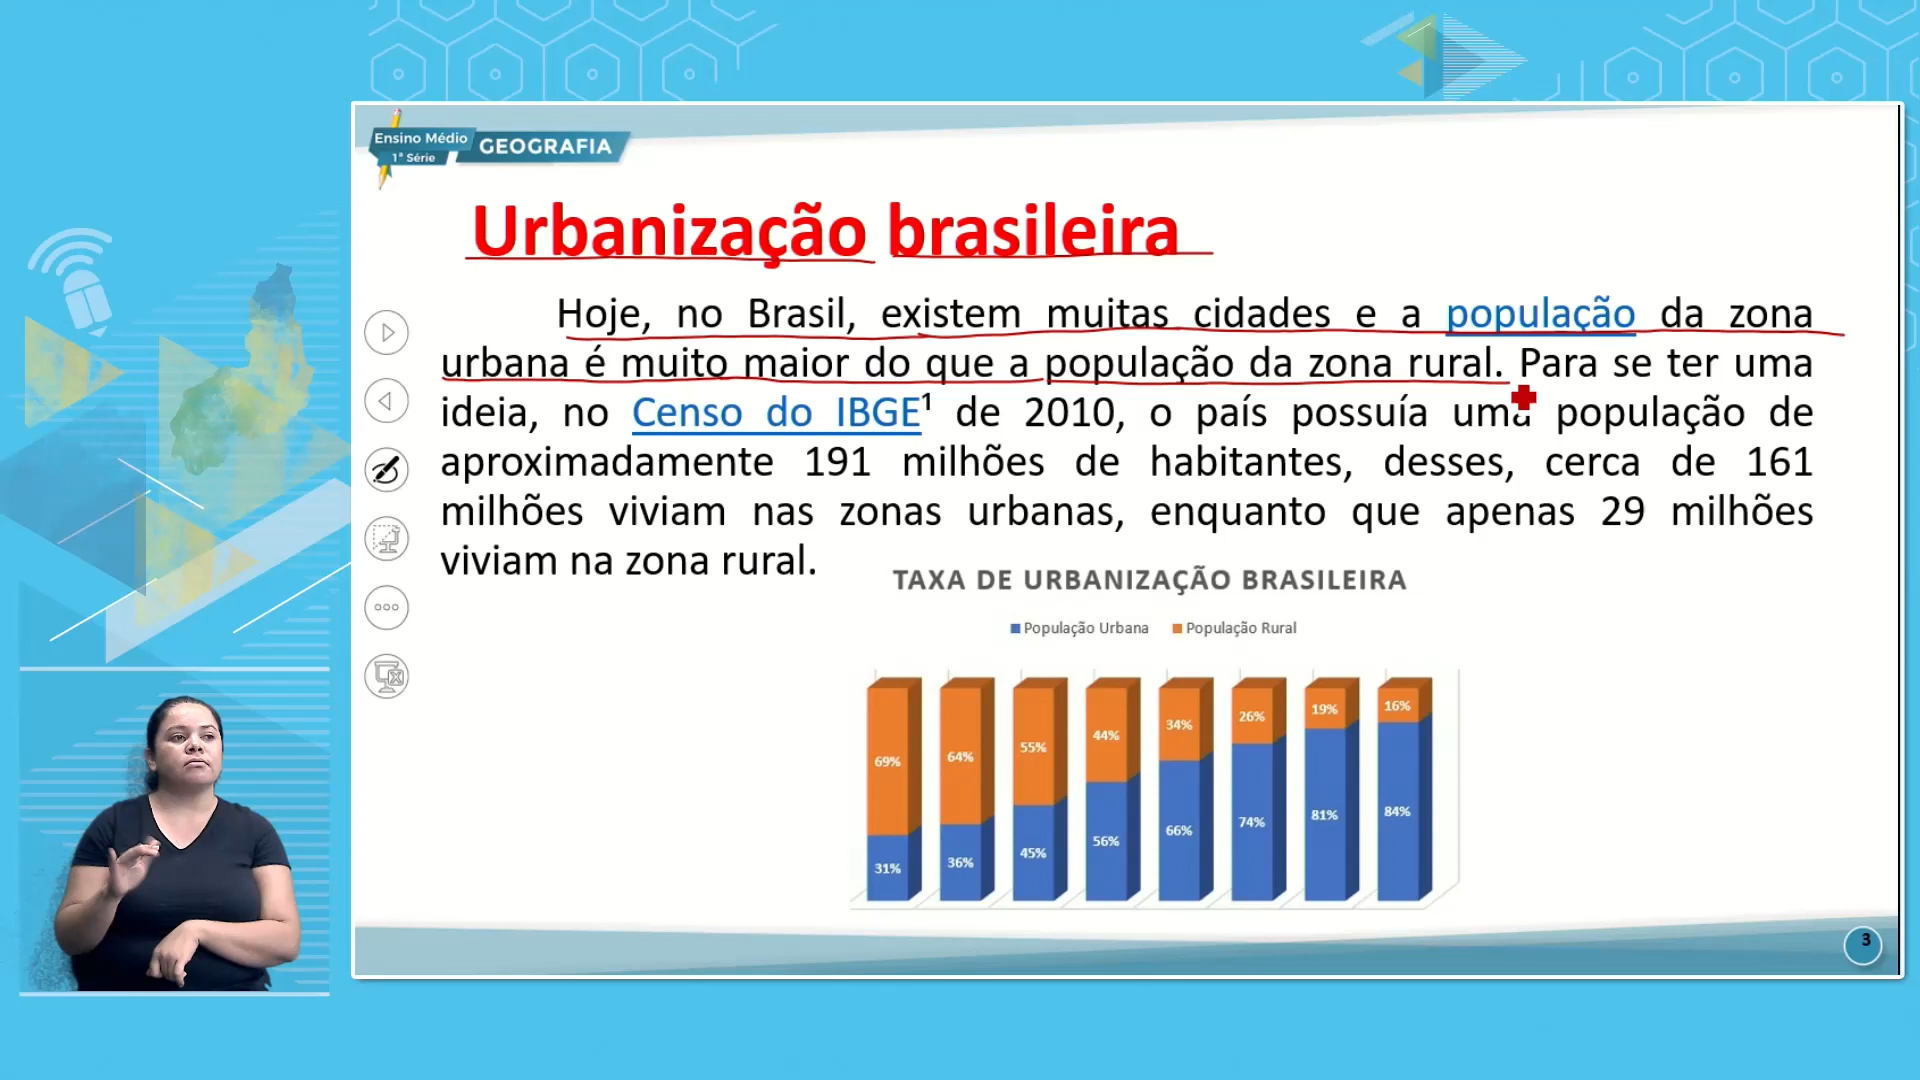 Ensino Médio
1ª Série
GEOGRAFIA
Urbanização brasileira
Hoje, no Brasil, existem muitas cidades e a população da zona
urbana é muito maior do que a população da zona rural. Para se ter uma
ideia, no Censo do IBGE¹ de 2010, o país possuía uma população de
aproximadamente 191 milhões de habitantes, desses, cerca de 161
milhões viviam nas zonas urbanas, enquanto que apenas 29 milhões
viviam na zona rural.
TAXA DE URBANIZAÇÃO BRASILEIRA
População Urbana População Rural
69% 64% 55% 44% 34% 26% 19% 16%
31% 36% 45% 56% 66% 74% 81% 84%
3